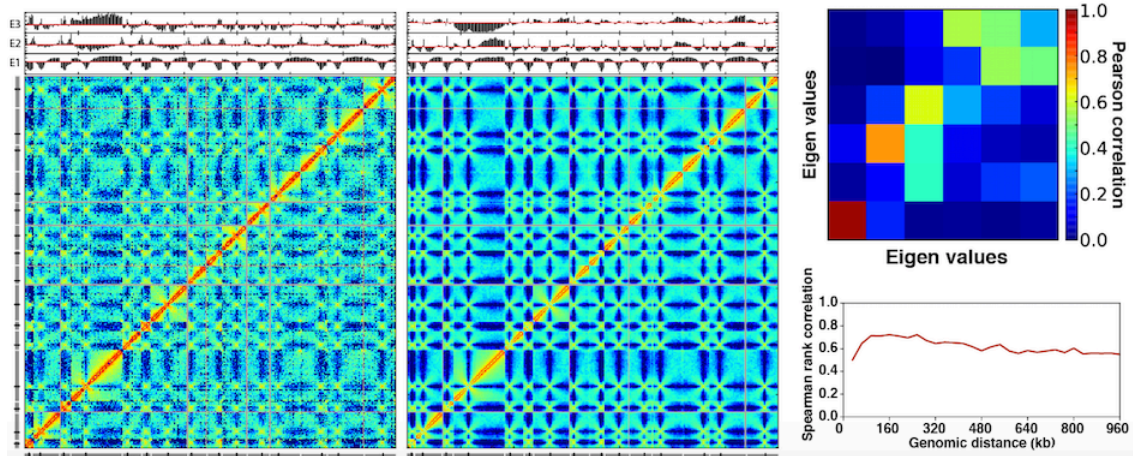 E3
E2
E1
Eigen values
Eigen values
1.0
0.8
0.6
0.4
0.2
0.0
Pearson correlation
Spearman rank correlation
1.0
0.8
0.6
0.4
0.2
0.0
0 160 320 480 640 800 960
Genomic distance (kb)